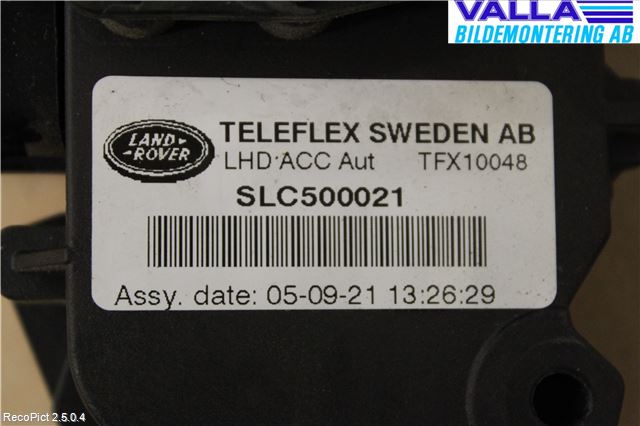 VALLA
BILDEMONTERING AB
LAND-
-ROVER
TELEFLEX SWEDEN AB
LHD ACC Aut TFX10048
SLC500021
Assy. date: 05-09-21 13:26:29
RecoPict 2.5.0.4